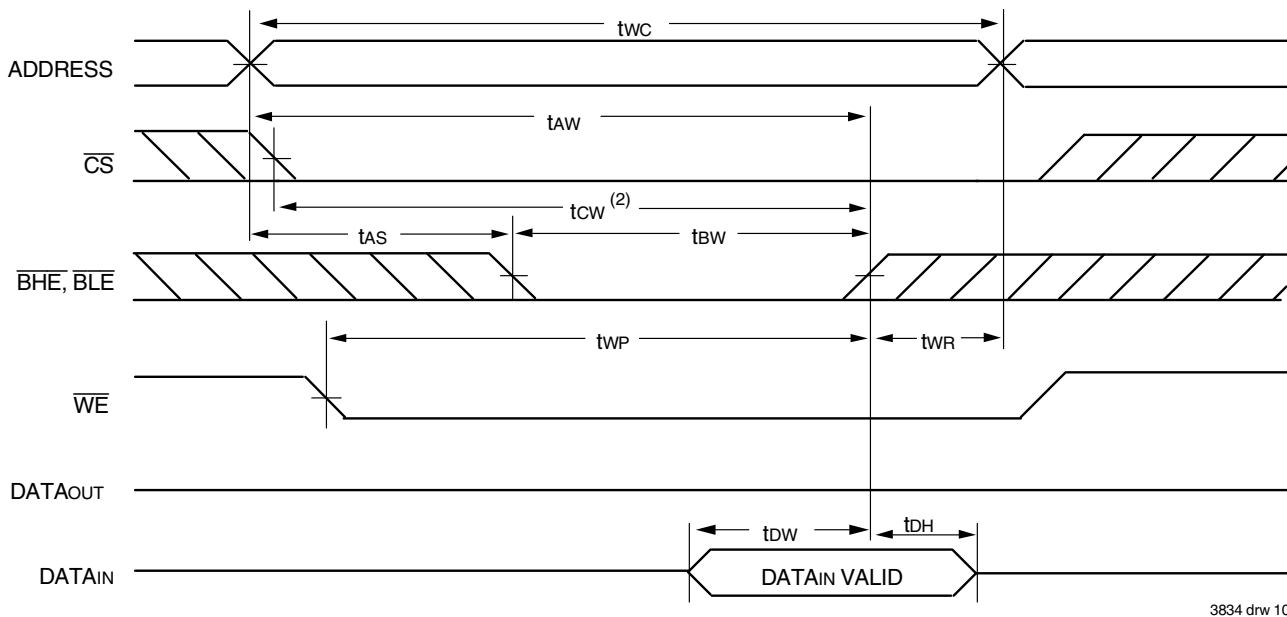 tWC
ADDRESS
tAW
CS
tCW (2)
tAS
tBW
BHE, BLE
tWP
tWR
WE
DATAOUT
tDW
tDH
DATAIN
DATAIN VALID
3834 drw 10